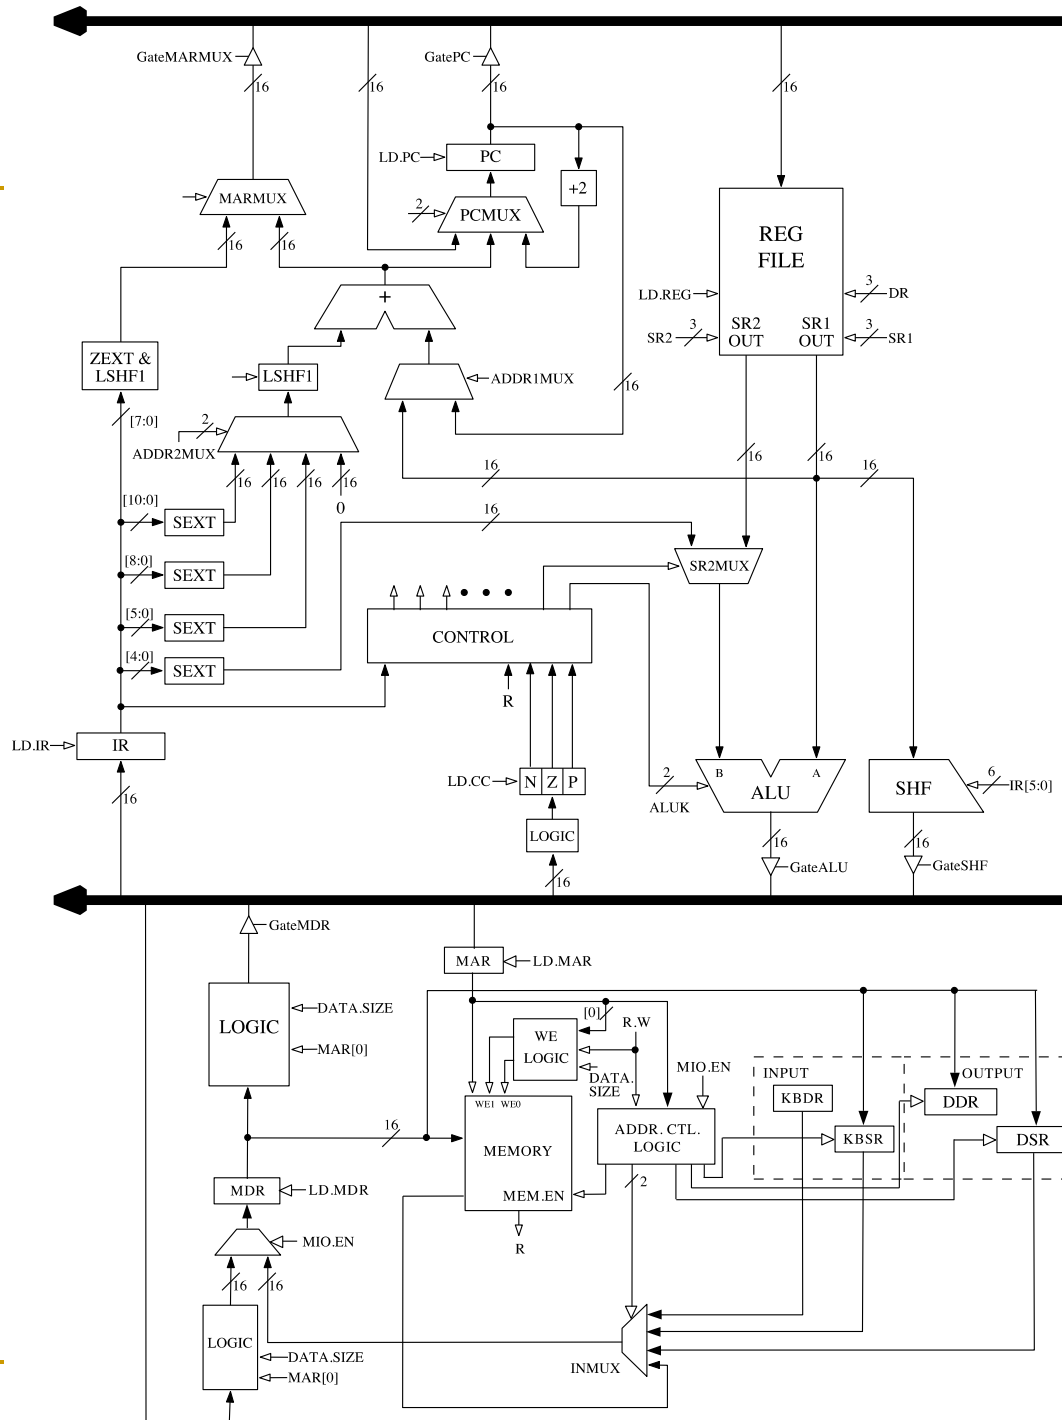 GateMARMUX
GatePC
16
16
16
16
LD.PC
PC
+2
MARMUX
2
PCMUX
16
16
REG
FILE
+
LD.REG
3
DR
SR2
3
SR2
OUT
SR1
OUT
3
SR1
ZEXT &
LSHF1
LSHF1
ADDR1MUX
16
[7:0]
2
ADDR2MUX
16
16
16
16
16
16
16
16
0
[10:0]
SEXT
16
[8:0]
SEXT
SR2MUX
[5:0]
SEXT
CONTROL
[4:0]
SEXT
R
LD.IR
IR
LD.CC
N Z P
B
A
2
ALUK
ALU
SHF
6
IR[5:0]
16
LOGIC
16
16
16
GateALU
GateSHF
GateMDR
MAR
LD.MAR
LOGIC
DATA.SIZE
MAR[0]
[0]
WE
LOGIC
R.W
DATA.
SIZE
MIO.EN
INPUT
KBDR
OUTPUT
DDR
WE1 WE0
16
MEMORY
ADDR. CTL.
LOGIC
KBSR
DSR
MDR
LD.MDR
MEM.EN
2
MIO.EN
R
16
16
LOGIC
DATA.SIZE
MAR[0]
INMUX